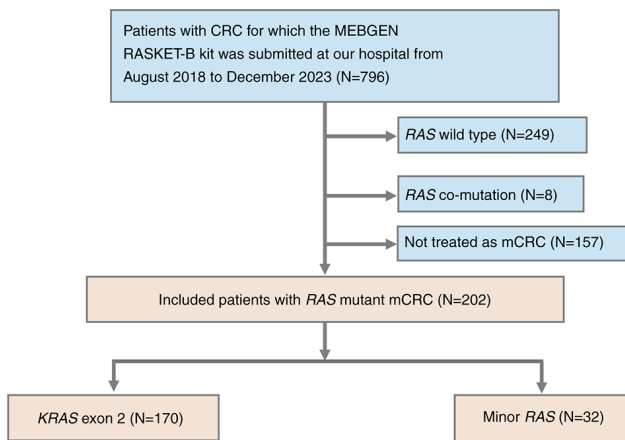 Patients with CRC for which the MEBGEN
RASKET-B kit was submitted at our hospital from
August 2018 to December 2023 (N=796)
RAS wild type (N=249)
RAS co-mutation (N=8)
Not treated as mCRC (N=157)
Included patients with RAS mutant mCRC (N=202)
KRAS exon 2 (N=170)
Minor RAS (N=32)